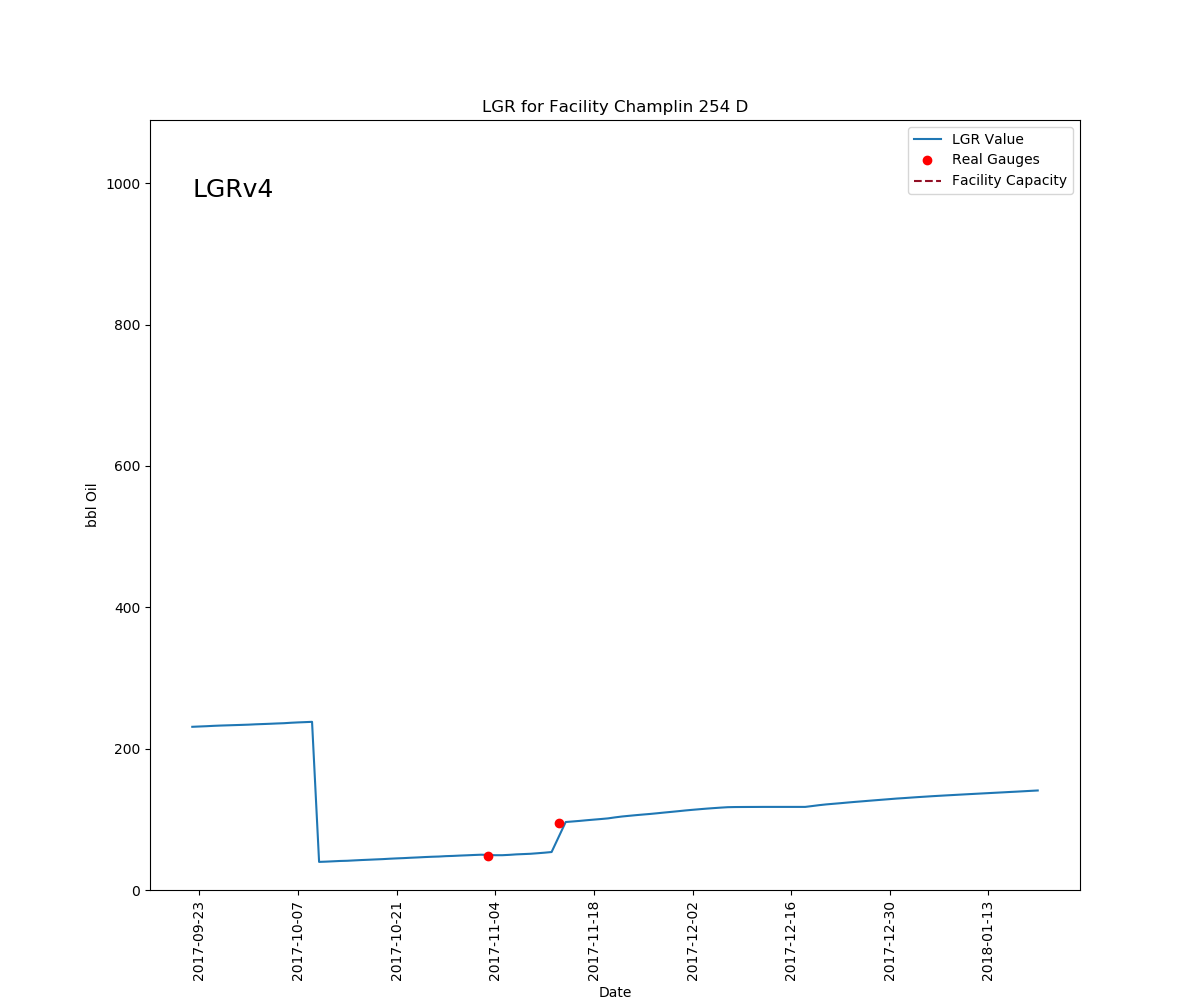 LGR for Facility Champlin 254 D
LGRv4
LGR Value
Real Gauges
Facility Capacity
bbl Oil
1000
800
600
400
200
0
2017-09-23
2017-10-07
2017-10-21
2017-11-04
2017-11-18
2017-12-02
2017-12-16
2017-12-30
2018-01-13
Date